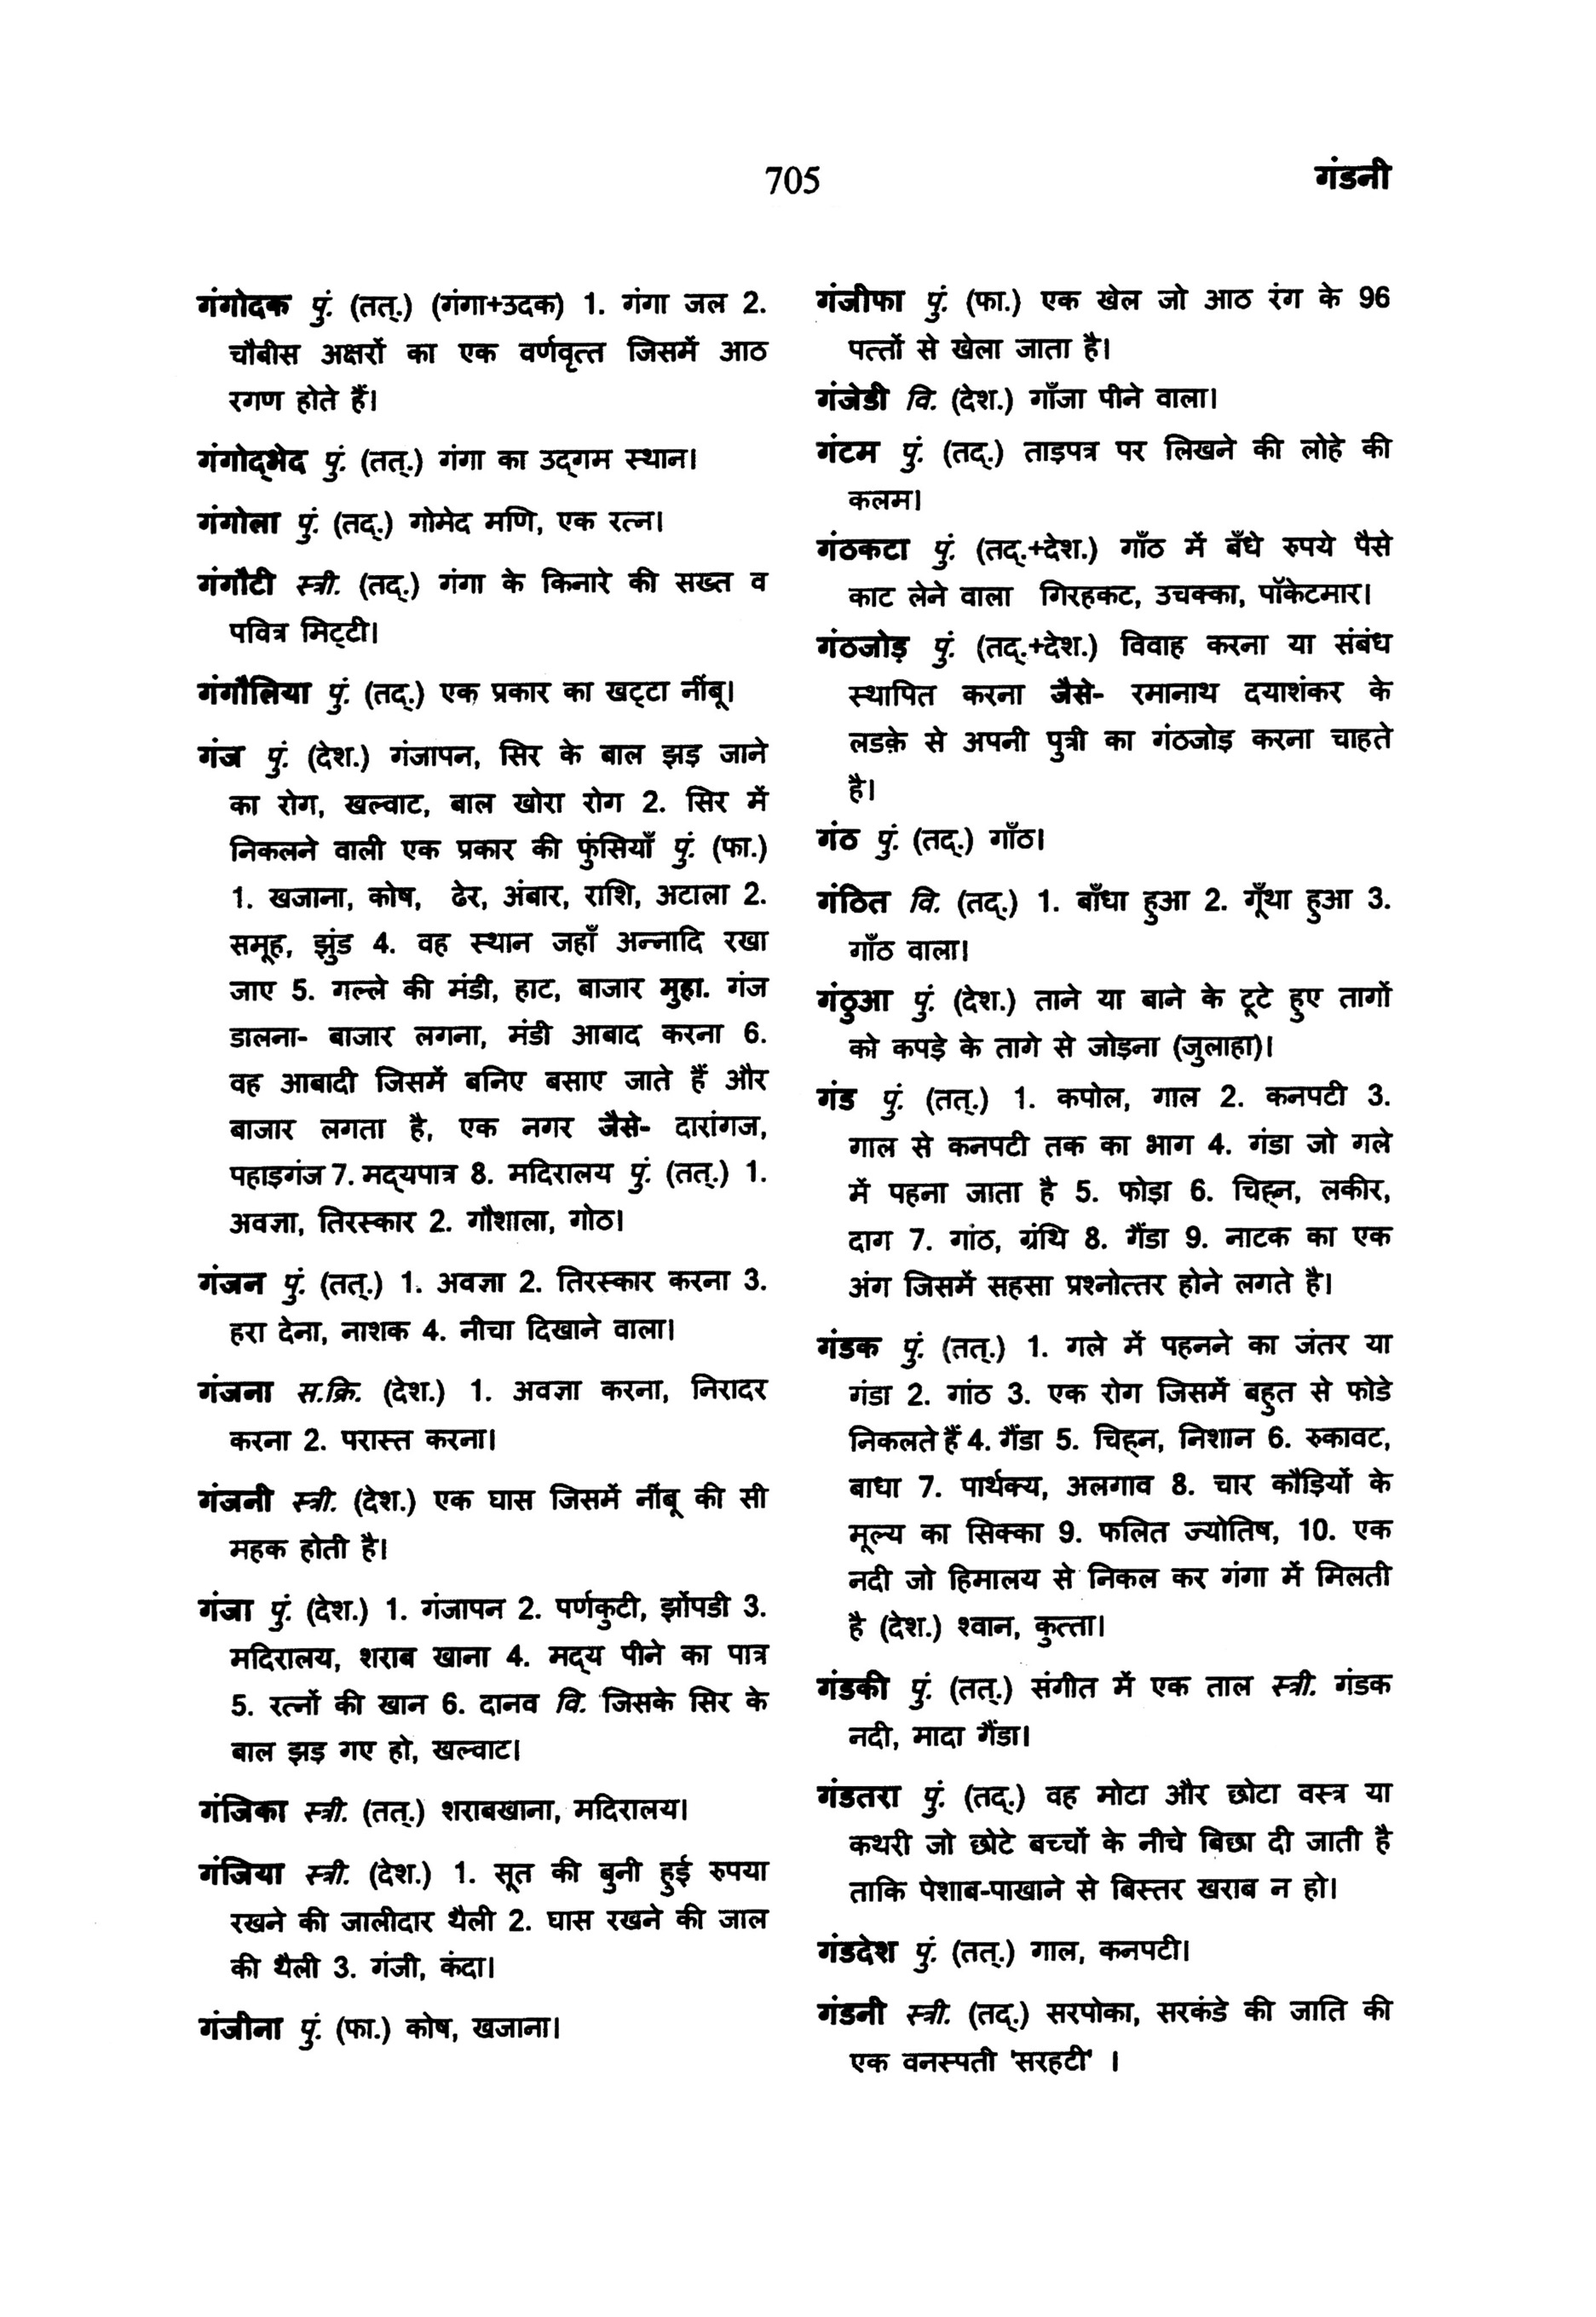 705
गंडनी
गंगोदक पुं. (तत्.) (गंगा+उदक) 1. गंगा जल 2.
चौबीस अक्षरों का एक वर्णवृत्त जिसमें आठ
रगण होते हैं।
गंगोद्भेद पुं. (तत्.) गंगा का उद्गम स्थान।
गंगोला पुं. (तद्.) गोमेद मणि, एक रत्न।
गंगौटी स्त्री. (तद्.) गंगा के किनारे की सख्त व
पवित्र मिट्टी।
गंगौलिया पुं. (तद्.) एक प्रकार का खट्टा नींबू।
गंज पुं. (देश.) गंजापन, सिर के बाल झड़ जाने
का रोग, खल्वाट, बाल खोरा रोग 2. सिर में
निकलने वाली एक प्रकार की फुंसियाँ पुं. (फा.)
1. खजाना, कोष, ढेर, अंबार, राशि, अटाला 2.
समूह, झुंड 4. वह स्थान जहाँ अन्नादि रखा
जाए 5. गल्ले की मंडी, हाट, बाजार मुहा. गंज
डालना- बाजार लगना, मंडी आबाद करना 6.
वह आबादी जिसमें बनिए बसाए जाते हैं और
बाजार लगता है, एक नगर जैसे- दारांगज,
पहाड़गंज 7. मद्यपात्र 8. मदिरालय पुं. (तत्.) 1.
अवज्ञा, तिरस्कार 2. गौशाला, गोठ।
गंजन पुं. (तत्.) 1. अवज्ञा 2. तिरस्कार करना 3.
हरा देना, नाशक 4. नीचा दिखाने वाला।
गंजना स.क्रि. (देश.) 1. अवज्ञा करना, निरादर
करना 2. परास्त करना।
गंजनी स्त्री. (देश.) एक घास जिसमें नींबू की सी
महक होती है।
गंजा पुं. (देश.) 1. गंजापन 2. पर्णकुटी, झोंपडी 3.
मदिरालय, शराब खाना 4. मद्य पीने का पात्र
5. रत्नों की खान 6. दानव वि. जिसके सिर के
बाल झड़ गए हो, खल्वाट।
गंजिका स्त्री. (तत्.) शराबखाना, मदिरालय।
गंजिया स्त्री. (देश.) 1. सूत की बुनी हुई रुपया
रखने की जालीदार थैली 2. घास रखने की जाल
की थैली 3. गंजी, कंदा।
गंजीना पुं. (फा.) कोष, खजाना।
गंजीफा पुं. (फा.) एक खेल जो आठ रंग के 96
पत्तों से खेला जाता है।
गंजेडी वि. (देश.) गाँजा पीने वाला।
गंटम पुं. (तद्.) ताड़पत्र पर लिखने की लोहे की
कलम।
गंठकटा पुं. (तद्.+देश.) गाँठ में बँधे रुपये पैसे
काट लेने वाला गिरहकट, उचक्का, पॉकेटमार।
गंठजोड़ पुं. (तद्.+देश.) विवाह करना या संबंध
स्थापित करना जैसे- रमानाथ दयाशंकर के
लडक़े से अपनी पुत्री का गंठजोड़ करना चाहते
है।
गंठ पुं. (तद्.) गाँठ।
गंठित वि. (तद्.) 1. बाँधा हुआ 2. गूँथा हुआ 3.
गाँठ वाला।
गंठुआ पुं. (देश.) ताने या बाने के टूटे हुए तागों
को कपड़े के तागे से जोड़ना (जुलाहा)।
गंड पुं. (तत्.) 1. कपोल, गाल 2. कनपटी 3.
गाल से कनपटी तक का भाग 4. गंडा जो गले
में पहना जाता है 5. फोड़ा 6. चिह्न, लकीर,
दाग 7. गांठ, ग्रंथि 8. गैंडा 9. नाटक का एक
अंग जिसमें सहसा प्रश्नोत्तर होने लगते है।
गंडक पुं. (तत्.) 1. गले में पहनने का जंतर या
गंडा 2. गांठ 3. एक रोग जिसमें बहुत से फोडे
निकलते हैं 4. गैंडा 5. चिह्न, निशान 6. रुकावट,
बाधा 7. पार्थक्य, अलगाव 8. चार कौड़ियों के
मूल्य का सिक्का 9. फलित ज्योतिष, 10. एक
नदी जो हिमालय से निकल कर गंगा में मिलती
है (देश.) श्वान, कुत्ता।
गंडकी पुं. (तत्.) संगीत में एक ताल स्त्री. गंडक
नदी, मादा गैंडा।
गंडतरा पुं. (तद्.) वह मोटा और छोटा वस्त्र या
कथरी जो छोटे बच्चों के नीचे बिछा दी जाती है
ताकि पेशाब-पाखाने से बिस्तर खराब न हो।
गंडदेश पुं. (तत्.) गाल, कनपटी।
गंडनी स्त्री. (तद्.) सरपोका, सरकंडे की जाति की
एक वनस्पती 'सरहटी' ।